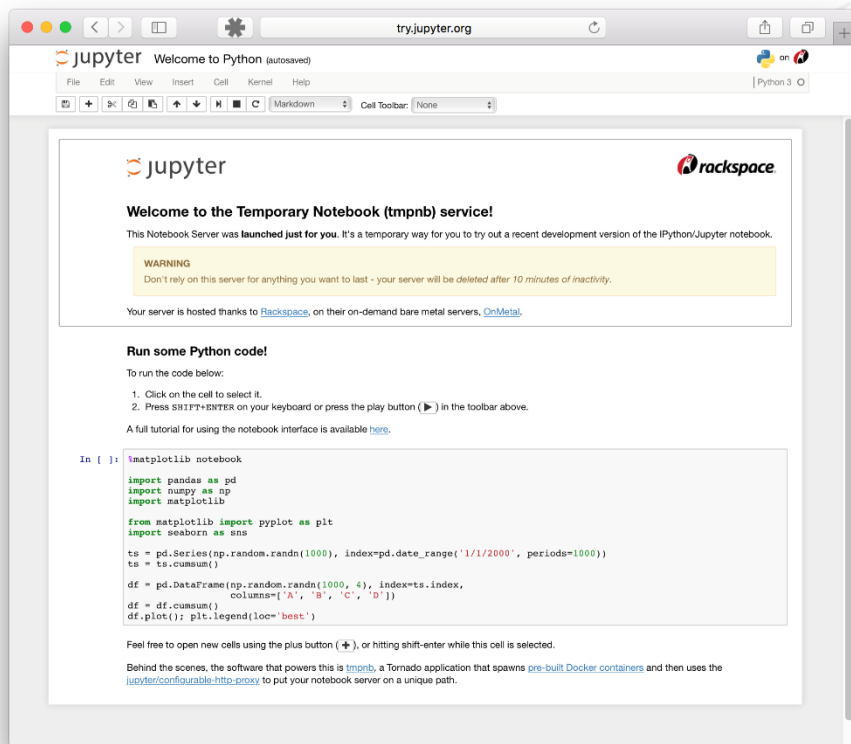 try.jupyter.org
jupyter Welcome to Python (autosaved) on
File Edit View Insert Cell Kernel Help Python 3
Markdown Cell Toolbar: None
jupyter rackspace.
Welcome to the Temporary Notebook (tmpnb) service!
This Notebook Server was launched just for you. It's a temporary way for you to try out a recent development version of the IPython/Jupyter notebook.
WARNING
Don't rely on this server for anything you want to last - your server will be deleted after 10 minutes of inactivity.
Your server is hosted thanks to Rackspace, on their on-demand bare metal servers, OnMetal.
Run some Python code!
To run the code below:
1. Click on the cell to select it.
2. Press SHIFT+ENTER on your keyboard or press the play button (▶) in the toolbar above.
A full tutorial for using the notebook interface is available here.
In [ ]: %matplotlib notebook
import pandas as pd
import numpy as np
import matplotlib
from matplotlib import pyplot as plt
import seaborn as sns
ts = pd.Series(np.random.randn(1000), index=pd.date_range('1/1/2000', periods=1000))
ts = ts.cumsum()
df = pd.DataFrame(np.random.randn(1000, 4), index=ts.index,
columns=['A', 'B', 'C', 'D'])
df = df.cumsum()
df.plot(); plt.legend(loc='best')
Feel free to open new cells using the plus button (+), or hitting shift-enter while this cell is selected.
Behind the scenes, the software that powers this is tmpnb, a Tornado application that spawns pre-built Docker containers and then uses the
jupyter/configurable-http-proxy to put your notebook server on a unique path.